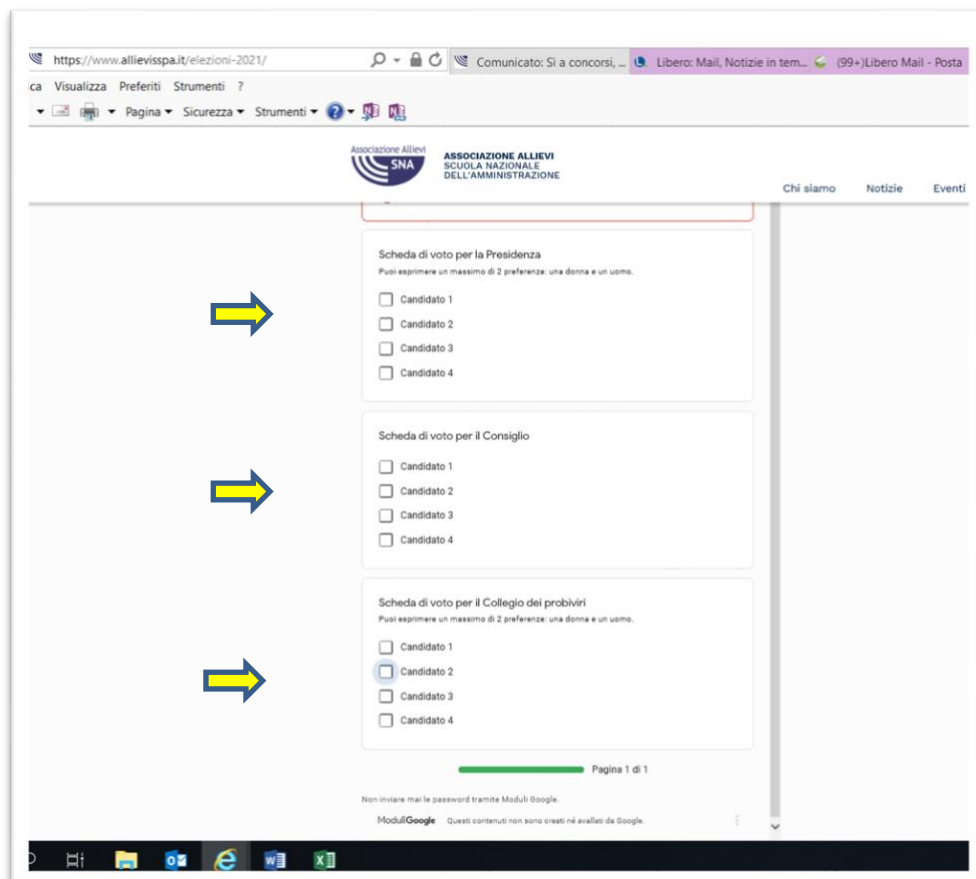 https://www.allievisspa.it/elezioni-2021/
Comunicato: Sì a concorsi, ...
Libero: Mail, Notizie in tem...
(99+)Libero Mail - Posta
ca Visualizza Preferiti Strumenti ?
Pagina Sicurezza Strumenti
Associazione Allievi
SNA
ASSOCIAZIONE ALLIEVI
SCUOLA NAZIONALE
DELL'AMMINISTRAZIONE
Chi siamo Notizie Eventi
Scheda di voto per la Presidenza
Puoi esprimere un massimo di 2 preferenze: una donna e un uomo.
Candidato 1
Candidato 2
Candidato 3
Candidato 4
Scheda di voto per il Consiglio
Candidato 1
Candidato 2
Candidato 3
Candidato 4
Scheda di voto per il Collegio dei probiviri
Puoi esprimere un massimo di 2 preferenze: una donna e un uomo.
Candidato 1
Candidato 2
Candidato 3
Candidato 4
Pagina 1 di 1
Non inviare mai le password tramite Moduli Google.
ModuliGoogle Questi contenuti non sono creati né avallati da Google.